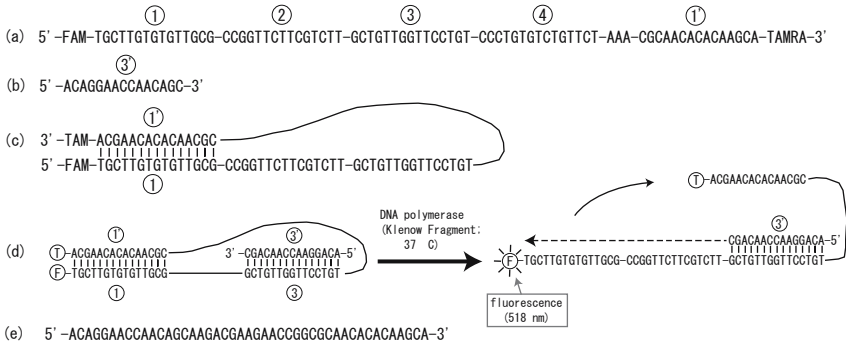 ① ② ③ ④ ①'
(a) 5'-FAM-TGCTTGTGTGTTGCG-CCGGTTCTTCGTCTT-GCTGTTGGTTCCTGT-CCCTGTGTCTGTTCT-AAA-CGCAACACACAAGCA-TAMRA-3'
③'
(b) 5'-ACAGGAACCAACAGC-3'
①'
(c) 3'-TAM-ACGAACACACAACGC
5'-FAM-TGCTTGTGTGTTGCG-CCGGTTCTTCGTCTT-GCTGTTGGTTCCTGT
①
①' ③'
(d) Ⓣ-ACGAACACACAACGC 3'-CGACAACCAAGGACA-5'
Ⓕ-TGCTTGTGTGTTGCG GCTGTTGGTTCCTGT
① ③
DNA polymerase
(Klenow Fragment;
37 C)
Ⓣ-ACGAACACACAACGC
③'
CGACAACCAAGGACA-5'
Ⓕ-TGCTTGTGTGTTGCG-CCGGTTCTTCGTCTT-GCTGTTGGTTCCTGT
fluorescence
(518 nm)
(e) 5'-ACAGGAACCAACAGCAAGACGAAGAACCGGCGCAACACACAAGCA-3'